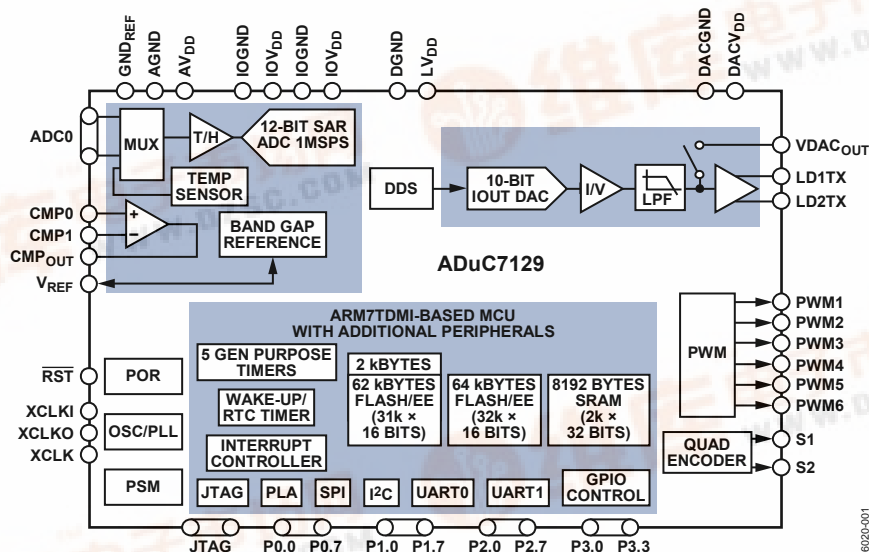 GNDREF
AGND
AVDD
IOGND
IOVDD
IOGND
IOVDD
DGND
LVDD
DACGND
DACVDD
ADC0
MUX
T/H
12-BIT SAR
ADC 1MSPS
TEMP
SENSOR
CMP0
CMP1
CMPOUT
VREF
+
−
BAND GAP
REFERENCE
DDS
10-BIT
IOUT DAC
I/V
LPF
VDACOUT
LD1TX
LD2TX
ADuC7129
ARM7TDMI-BASED MCU
WITH ADDITIONAL PERIPHERALS
5 GEN PURPOSE
TIMERS
WAKE-UP/
RTC TIMER
INTERRUPT
CONTROLLER
2 kBYTES
62 kBYTES
FLASH/EE
(31k ×
16 BITS)
64 kBYTES
FLASH/EE
(32k ×
16 BITS)
8192 BYTES
SRAM
(2k ×
32 BITS)
RST
XCLKI
XCLKO
XCLK
POR
OSC/PLL
PSM
JTAG
PLA
SPI
I²C
UART0
UART1
GPIO
CONTROL
PWM
PWM1
PWM2
PWM3
PWM4
PWM5
PWM6
QUAD
ENCODER
S1
S2
JTAG
P0.0
P0.7
P1.0
P1.7
P2.0
P2.7
P3.0
P3.3
6020-001